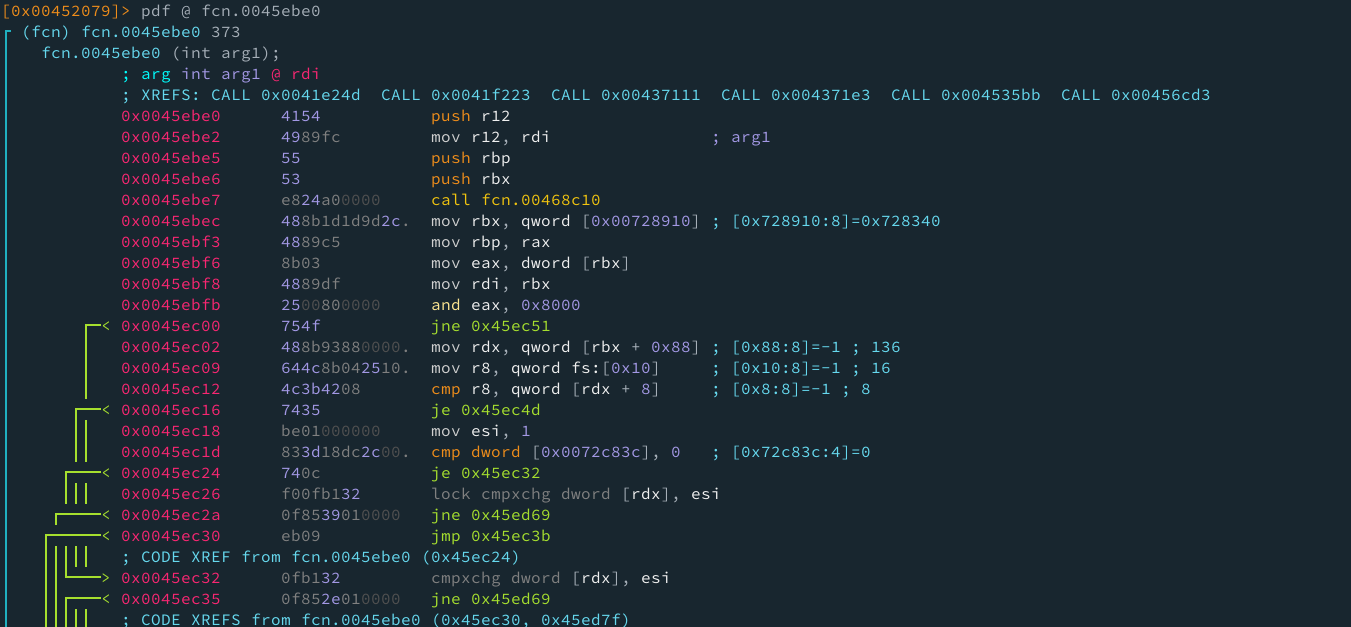 [0x00452079]> pdf @ fcn.0045ebe0
(fcn) fcn.0045ebe0 373
fcn.0045ebe0 (int arg1);
; arg int arg1 @ rdi
; XREFS: CALL 0x0041e24d  CALL 0x0041f223  CALL 0x00437111  CALL 0x004371e3  CALL 0x004535bb  CALL 0x00456cd3
0x0045ebe0      4154           push r12
0x0045ebe2      4989fc         mov r12, rdi                ; arg1
0x0045ebe5      55             push rbp
0x0045ebe6      53             push rbx
0x0045ebe7      e824a00000     call fcn.00468c10
0x0045ebec      488b1d1d9d2c.  mov rbx, qword [0x00728910] ; [0x728910:8]=0x728340
0x0045ebf3      4889c5         mov rbp, rax
0x0045ebf6      8b03           mov eax, dword [rbx]
0x0045ebf8      4889df         mov rdi, rbx
0x0045ebfb      2500800000     and eax, 0x8000
< 0x0045ec00      754f           jne 0x45ec51
0x0045ec02      488b93880000.  mov rdx, qword [rbx + 0x88] ; [0x88:8]=-1 ; 136
0x0045ec09      644c8b042510.  mov r8, qword fs:[0x10]     ; [0x10:8]=-1 ; 16
0x0045ec12      4c3b4208       cmp r8, qword [rdx + 8]     ; [0x8:8]=-1 ; 8
< 0x0045ec16      7435           je 0x45ec4d
0x0045ec18      be01000000     mov esi, 1
0x0045ec1d      833d18dc2c00.  cmp dword [0x0072c83c], 0   ; [0x72c83c:4]=0
< 0x0045ec24      740c           je 0x45ec32
0x0045ec26      f00fb132       lock cmpxchg dword [rdx], esi
< 0x0045ec2a      0f8539010000   jne 0x45ed69
< 0x0045ec30      eb09           jmp 0x45ec3b
; CODE XREF from fcn.0045ebe0 (0x45ec24)
> 0x0045ec32      0fb132         cmpxchg dword [rdx], esi
< 0x0045ec35      0f852e010000   jne 0x45ed69
; CODE XREFS from fcn.0045ebe0 (0x45ec30, 0x45ed7f)